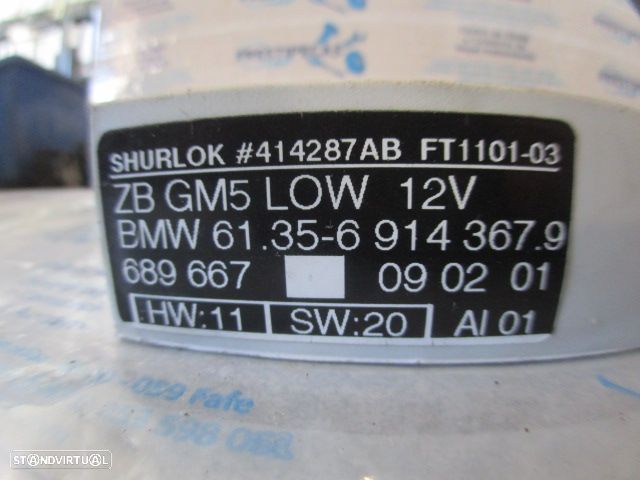 SHURLOK #414287AB FT1101-03
ZB GM5 LOW 12V
BMW 61.35-6 914 367.9
689 667 09 02 01
HW:11 SW:20 AI 01
STANDVIRTUAL